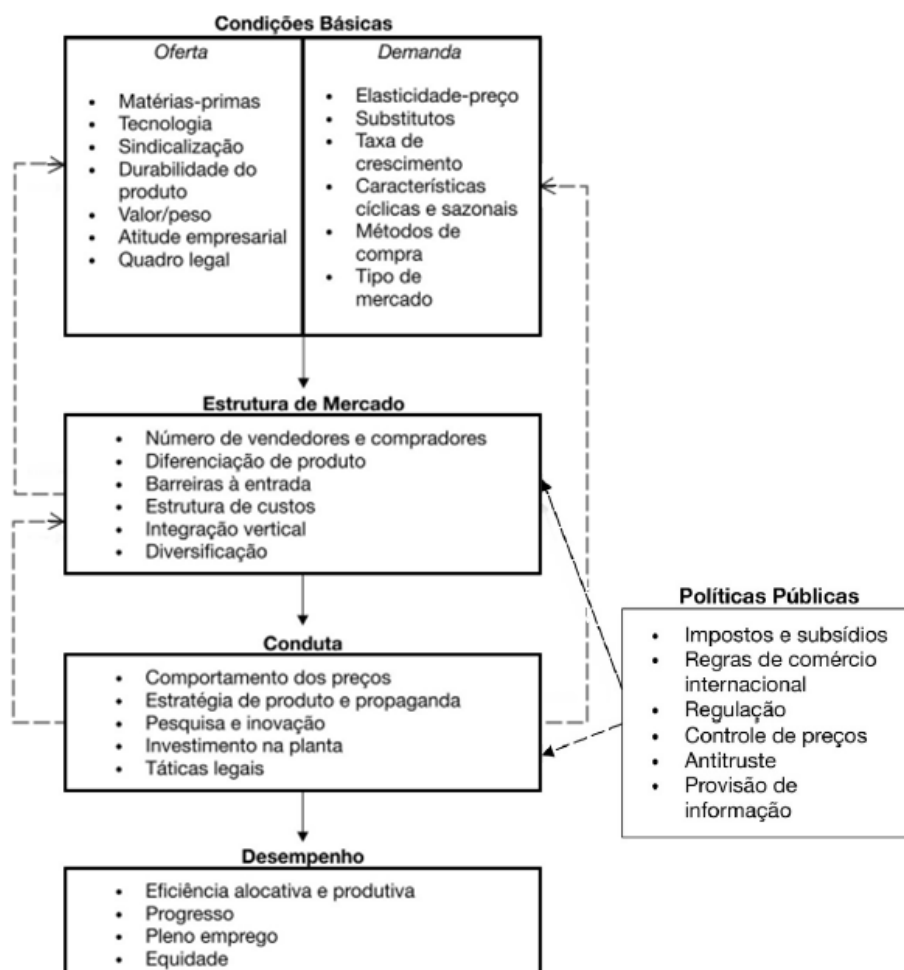 Condições Básicas
Oferta
• Matérias-primas
• Tecnologia
• Sindicalização
• Durabilidade do
produto
• Valor/peso
• Atitude empresarial
• Quadro legal
Demanda
• Elasticidade-preço
• Substitutos
• Taxa de
crescimento
• Características
cíclicas e sazonais
• Métodos de
compra
• Tipo de
mercado
Estrutura de Mercado
• Número de vendedores e compradores
• Diferenciação de produto
• Barreiras à entrada
• Estrutura de custos
• Integração vertical
• Diversificação
Conduta
• Comportamento dos preços
• Estratégia de produto e propaganda
• Pesquisa e inovação
• Investimento na planta
• Táticas legais
Políticas Públicas
• Impostos e subsídios
• Regras de comércio
internacional
• Regulação
• Controle de preços
• Antitruste
• Provisão de
informação
Desempenho
• Eficiência alocativa e produtiva
• Progresso
• Pleno emprego
• Equidade